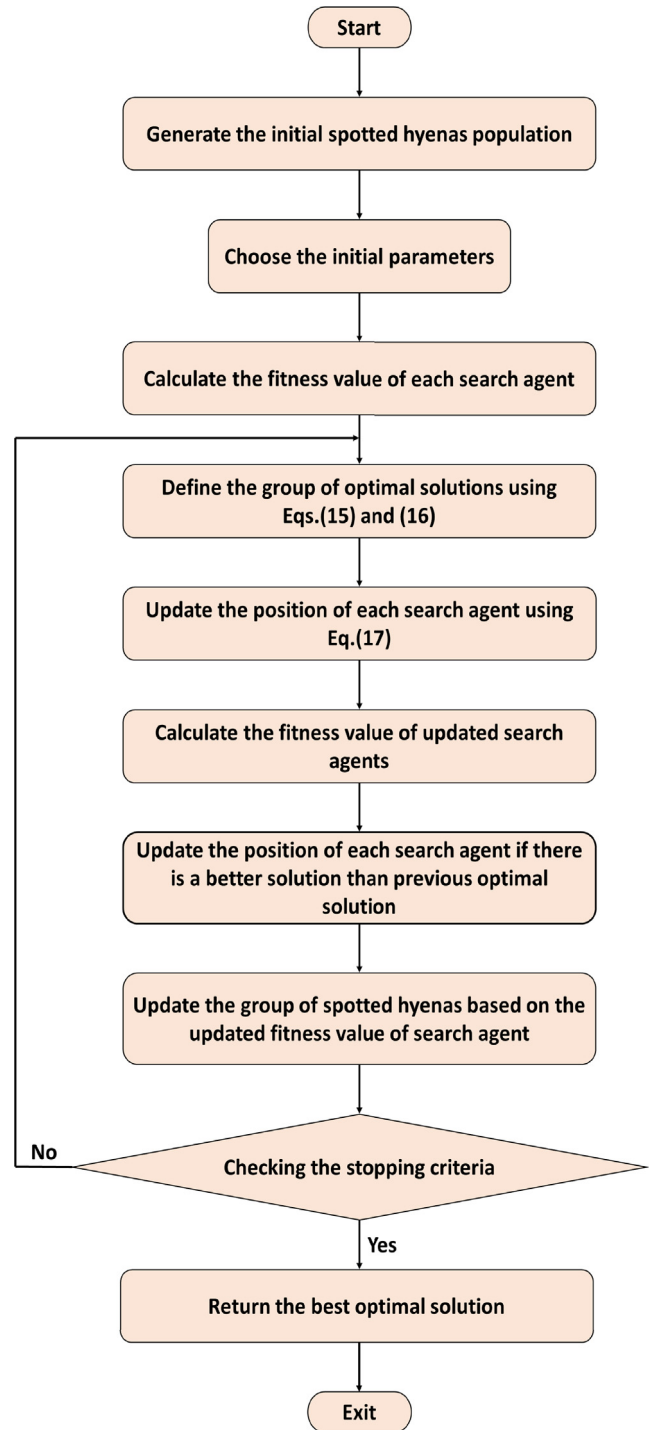 Start
Generate the initial spotted hyenas population
Choose the initial parameters
Calculate the fitness value of each search agent
Define the group of optimal solutions using
Eqs.(15) and (16)
Update the position of each search agent using
Eq.(17)
Calculate the fitness value of updated search
agents
Update the position of each search agent if there
is a better solution than previous optimal
solution
Update the group of spotted hyenas based on the
updated fitness value of search agent
No
Checking the stopping criteria
Yes
Return the best optimal solution
Exit